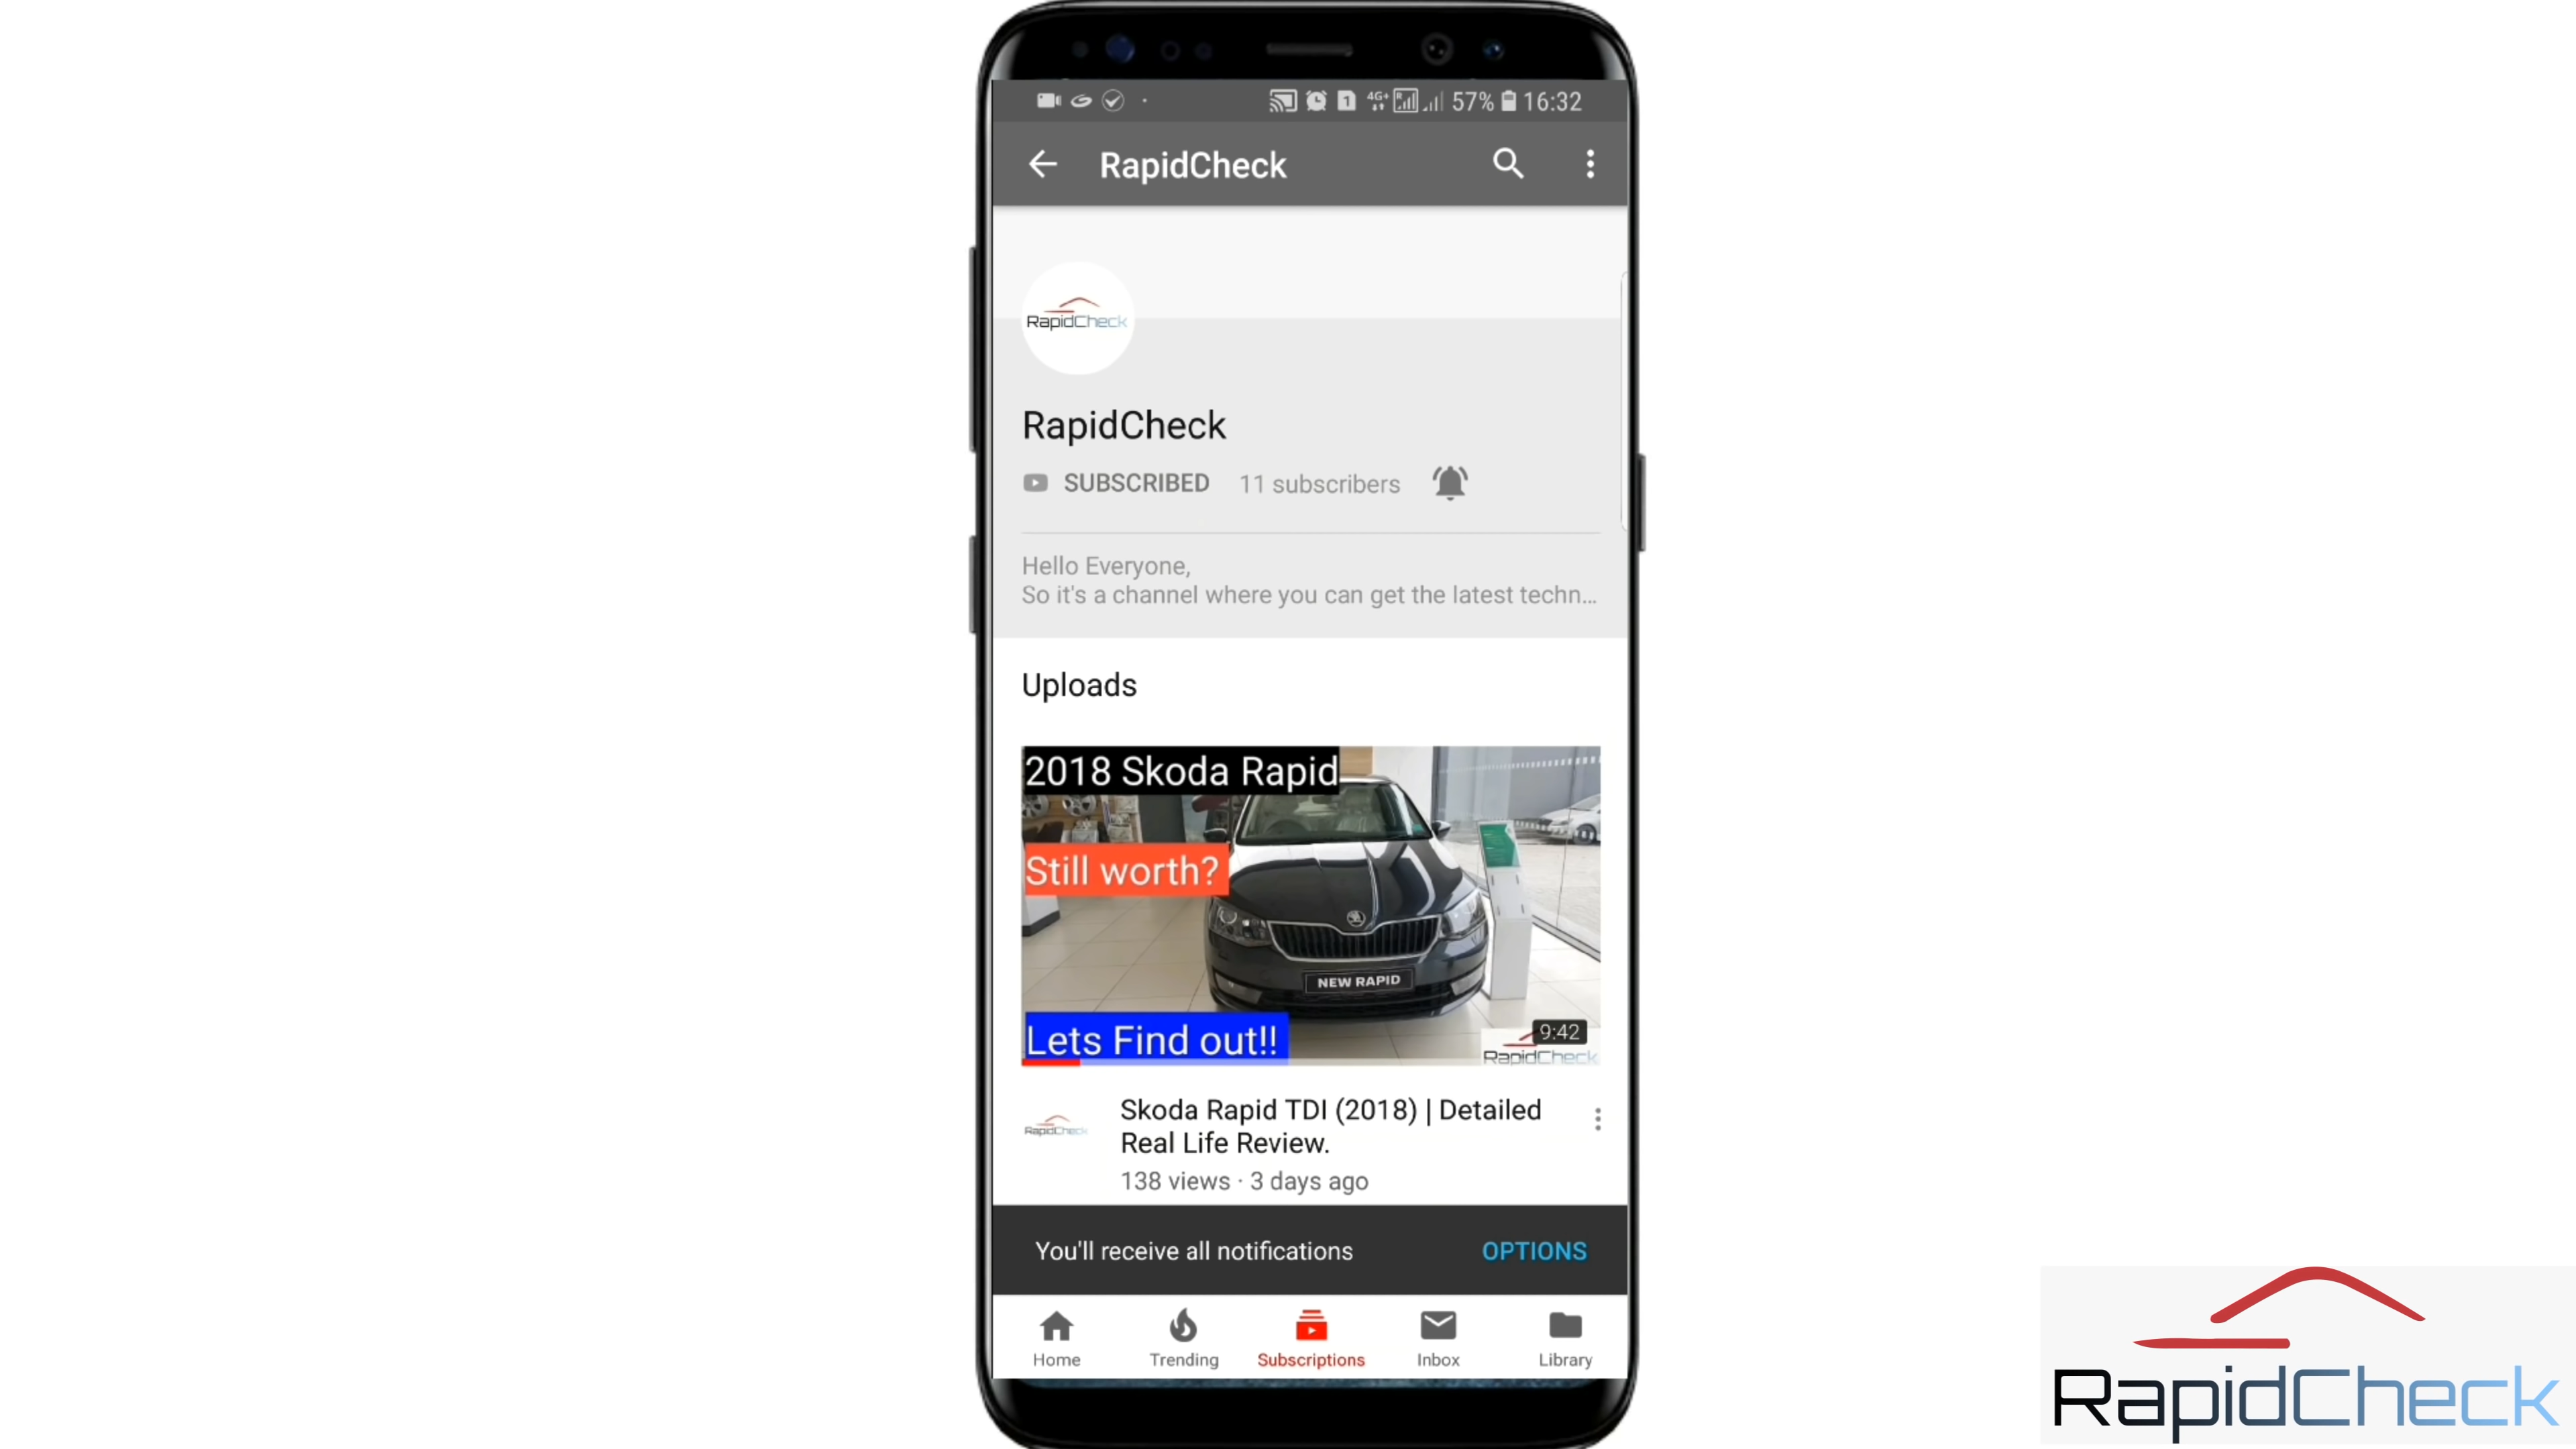 4G+
R
1
57%
16:32
RapidCheck
RapidCheck
RapidCheck
SUBSCRIBED
11 subscribers
Hello Everyone,
So it's a channel where you can get the latest techn...
Uploads
2018 Skoda Rapid
Still worth?
NEW RAPID
Lets Find out!!
9:42
RapidCheck
RapidCheck
Skoda Rapid TDI (2018) | Detailed
Real Life Review.
138 views · 3 days ago
You'll receive all notifications
OPTIONS
Home
Trending
Subscriptions
Inbox
Library
RapidCheck